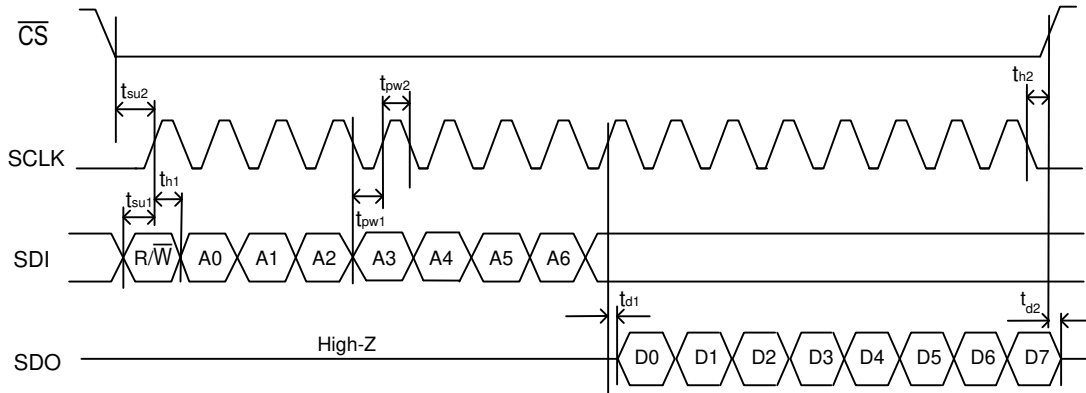 C̅S̅
tsu2
tpw2
th2
SCLK
tsu1
th1
tpw1
SDI
R/W̅ A0 A1 A2 A3 A4 A5 A6
td1
td2
SDO
High-Z
D0 D1 D2 D3 D4 D5 D6 D7